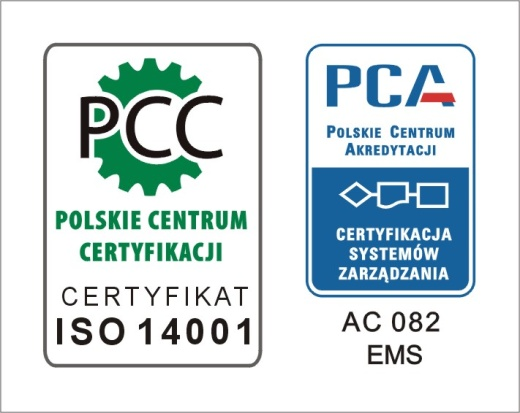 PCC
POLSKIE CENTRUM
CERTYFIKACJI
CERTYFIKAT
ISO 14001
PCA
POLSKIE CENTRUM
AKREDYTACJI
CERTYFIKACJA
SYSTEMÓW
ZARZĄDZANIA
AC 082
EMS